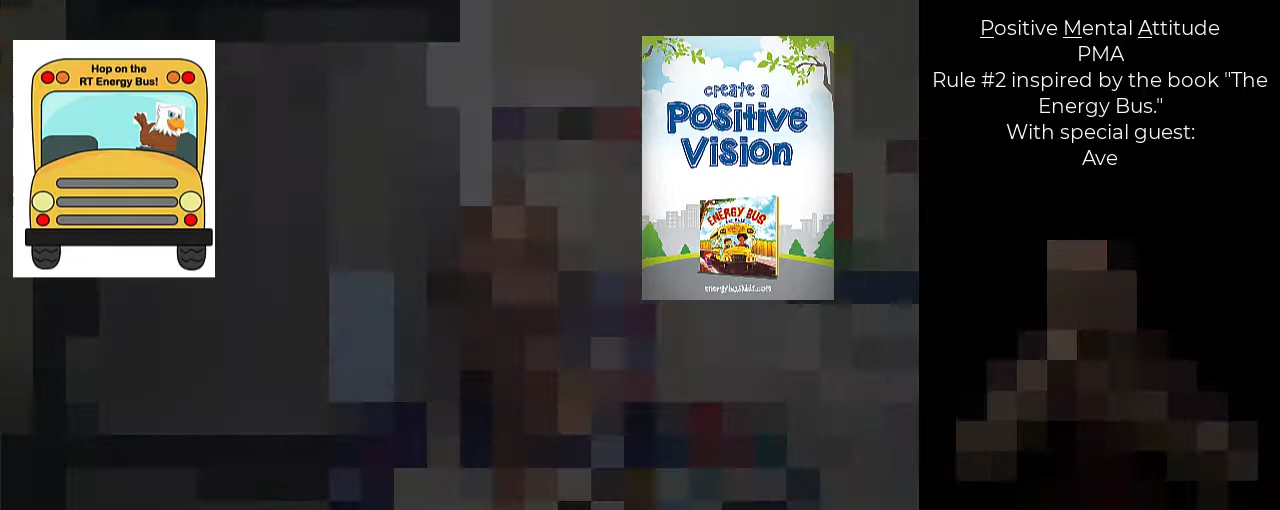 Hop on the
RT Energy Bus!
create a
Positive
Vision
ENERGY BUS
energybuskids.com
Positive Mental Attitude
PMA
Rule #2 inspired by the book "The
Energy Bus."
With special guest:
Ave